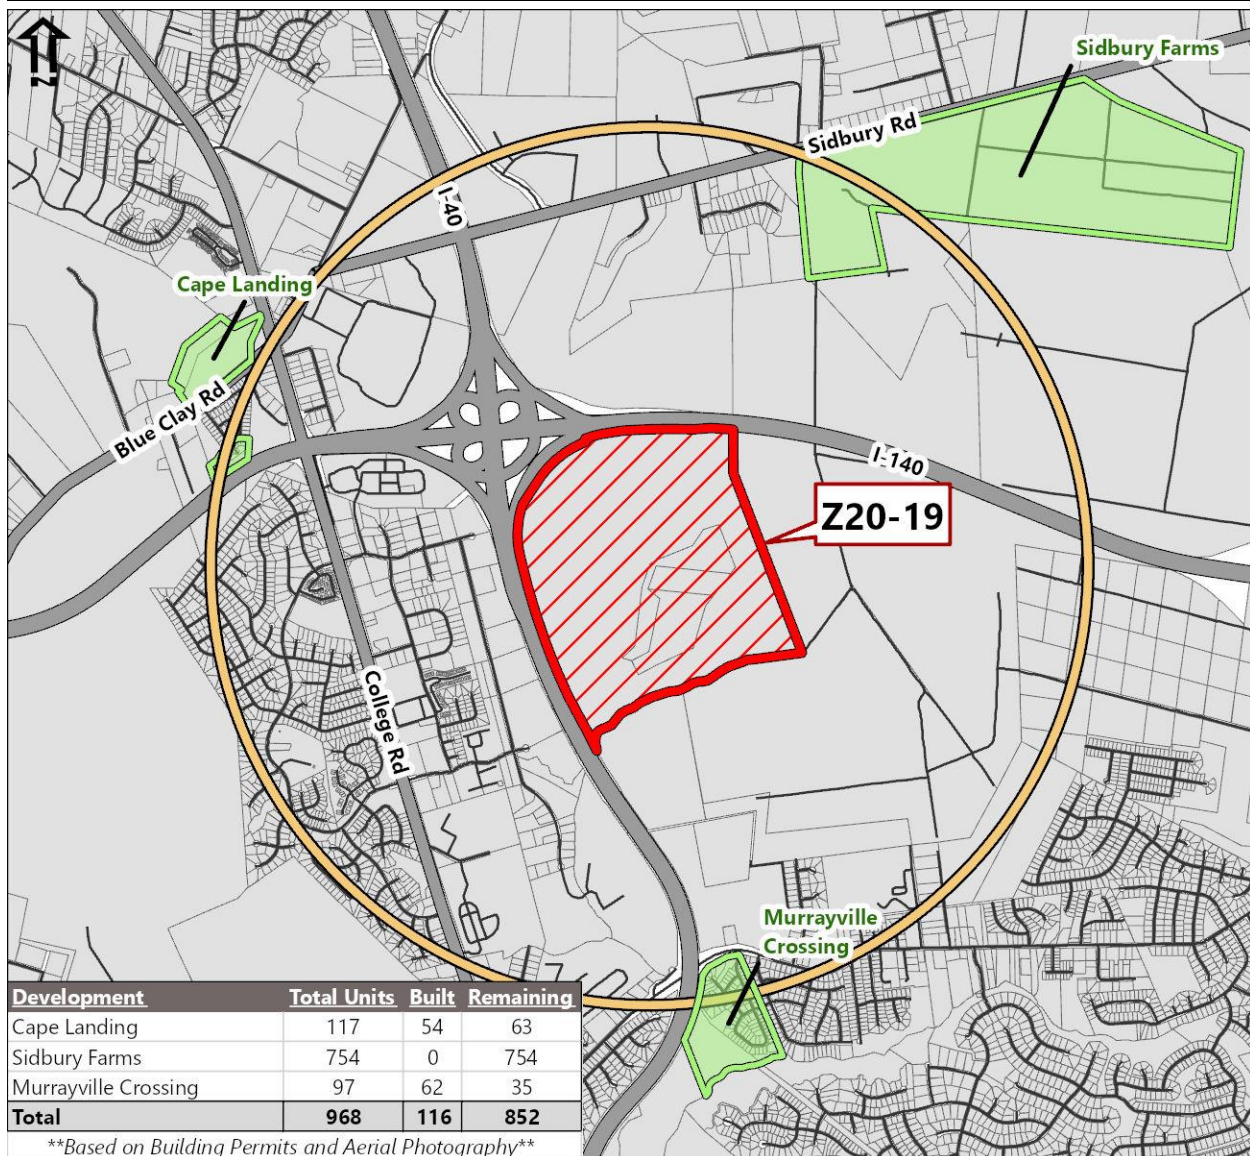 N
Sidbury Farms
Sidbury Rd
I-40
Cape Landing
Blue Clay Rd
I-140
Z20-19
College Rd
Murrayville
Crossing
Development Total Units Built Remaining
Cape Landing 117 54 63
Sidbury Farms 754 0 754
Murrayville Crossing 97 62 35
Total 968 116 852
**Based on Building Permits and Aerial Photography**